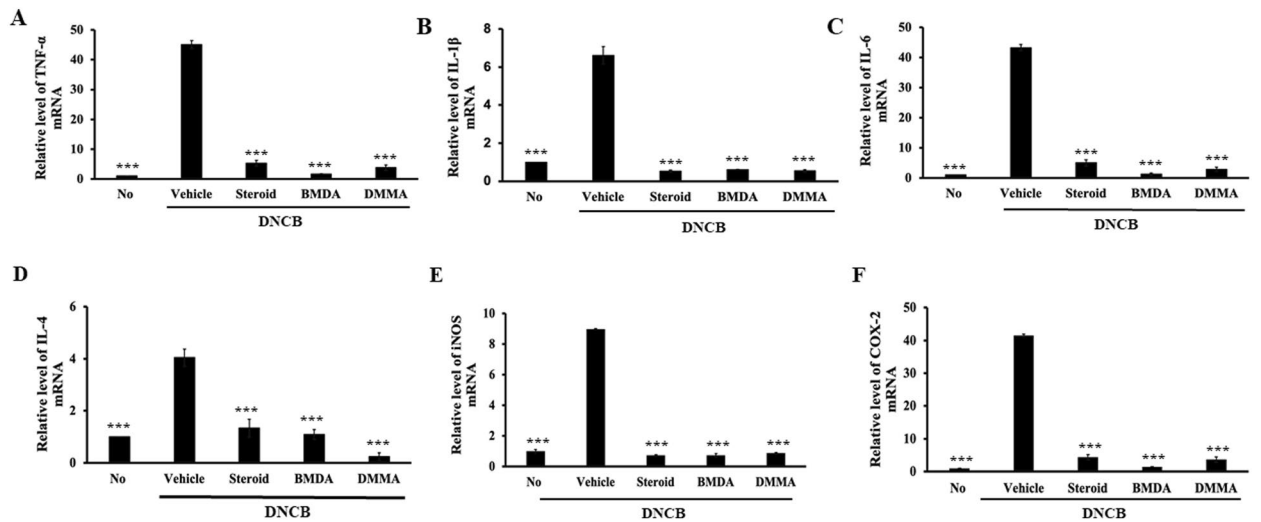 A
Relative level of TNF-α
mRNA
50
40
30
20
10
0
***
***
***
***
No Vehicle Steroid BMDA DMMA
DNCB
B
Relative level of IL-1β
mRNA
8
6
4
2
0
***
***
***
***
No Vehicle Steroid BMDA DMMA
DNCB
C
Relative level of IL-6
mRNA
50
40
30
20
10
0
***
***
***
***
No Vehicle Steroid BMDA DMMA
DNCB
D
Relative level of IL-4
mRNA
6
4
2
0
***
***
***
***
No Vehicle Steroid BMDA DMMA
DNCB
E
Relative level of iNOS
mRNA
10
8
6
4
2
0
***
***
***
***
No Vehicle Steroid BMDA DMMA
DNCB
F
Relative level of COX-2
mRNA
50
40
30
20
10
0
***
***
***
***
No Vehicle Steroid BMDA DMMA
DNCB